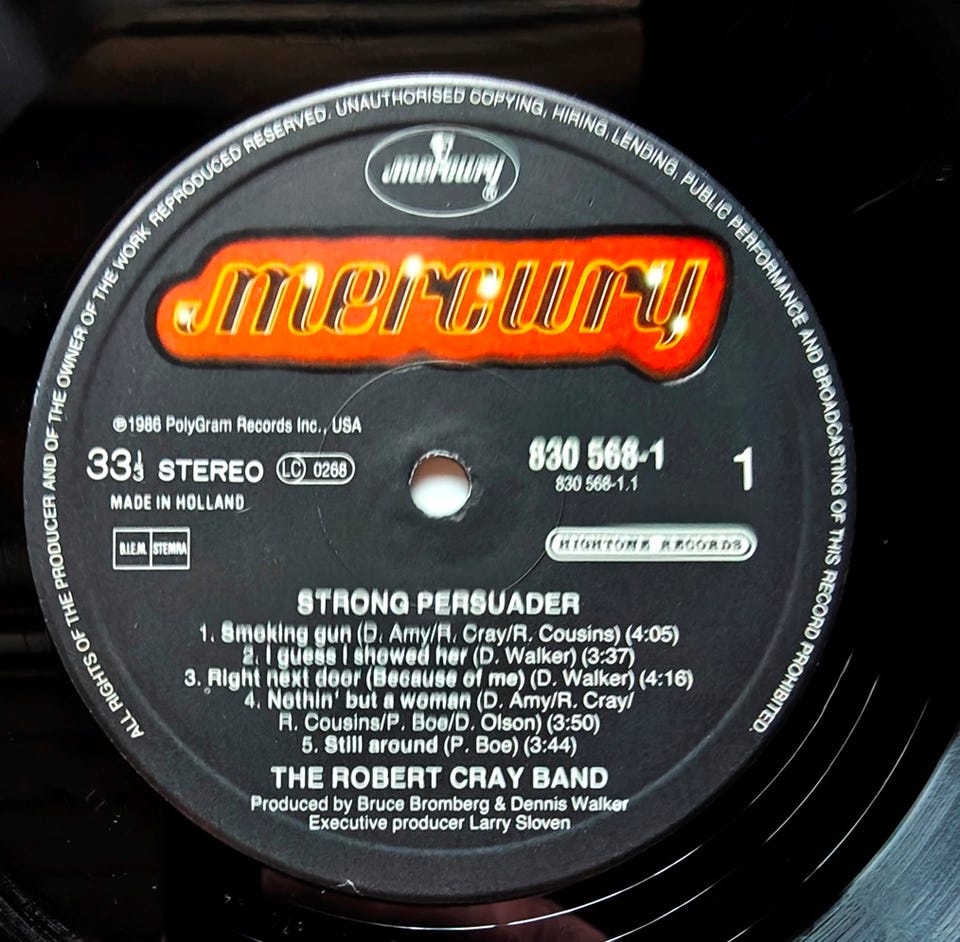 ALL RIGHTS OF THE PRODUCER AND OF THE OWNER OF THE WORK REPRODUCED RESERVED. UNAUTHORISED COPYING, HIRING, LENDING, PUBLIC PERFORMANCE AND BROADCASTING OF THIS RECORD PROHIBITED
mercury®
mercury
℗1986 PolyGram Records Inc., USA
33⅓ STEREO LC 0268
MADE IN HOLLAND
B.I.E.M. STEMRA
830 568-1
830 568-1.1
1
HIGHTONE RECORDS
STRONG PERSUADER
1. Smoking gun (D. Amy/R. Cray/R. Cousins) (4:05)
2. I guess I showed her (D. Walker) (3:37)
3. Right next door (Because of me) (D. Walker) (4:16)
4. Nothin' but a woman (D. Amy/R. Cray/
R. Cousins/P. Boe/D. Olson) (3:50)
5. Still around (P. Boe) (3:44)
THE ROBERT CRAY BAND
Produced by Bruce Bromberg & Dennis Walker
Executive producer Larry Sloven